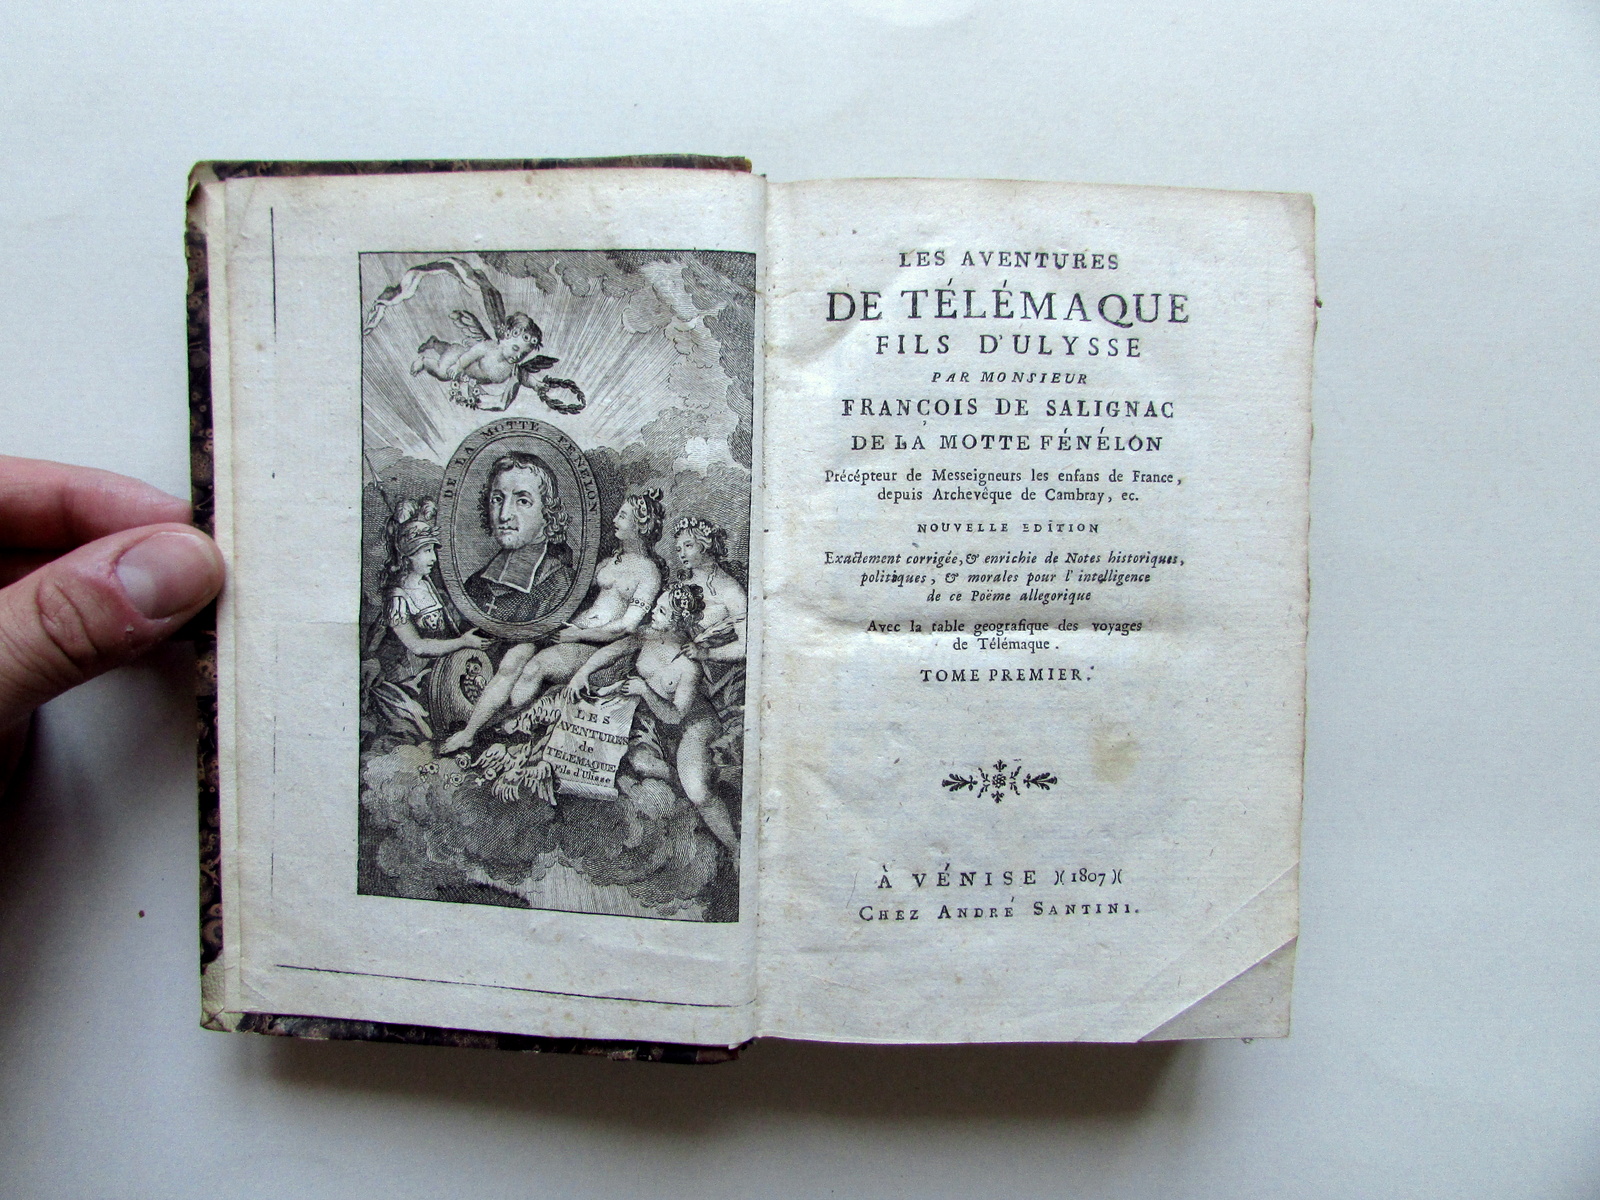 DE LA MOTTE FÉNÉLON
LES
AVENTURES
de
TÉLÉMAQUE
Fils d'Ulisse
LES AVENTURES
DE TÉLÉMAQUE
FILS D'ULYSSE
PAR MONSIEUR
FRANÇOIS DE SALIGNAC
DE LA MOTTE FÉNÉLON
Précépteur de Messeigneurs les enfans de France,
depuis Archevêque de Cambray, ec.
NOUVELLE EDITION
Exactement corrigée, & enrichie de Notes historiques,
politiques, & morales pour l'intelligence
de ce Poëme allegorique
Avec la table geografique des voyages
de Télémaque.
TOME PREMIER.
À VÉNISE )( 1807 )(
CHEZ ANDRÉ SANTINI.